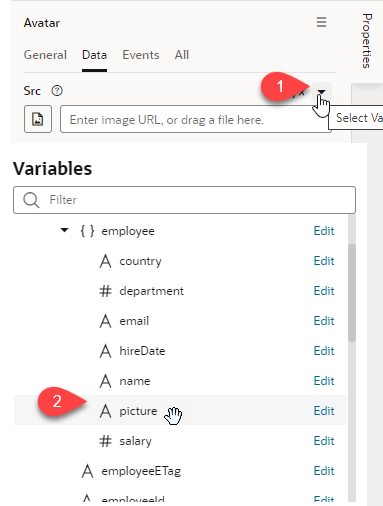 Avatar
Properties
General Data Events All
Src ?
1
Enter image URL, or drag a file here.
Select Va
Variables
Filter
{ } employee Edit
A country Edit
# department Edit
A email Edit
A hireDate Edit
A name Edit
2
A picture Edit
# salary Edit
A employeeETag Edit
A employeeId Edit